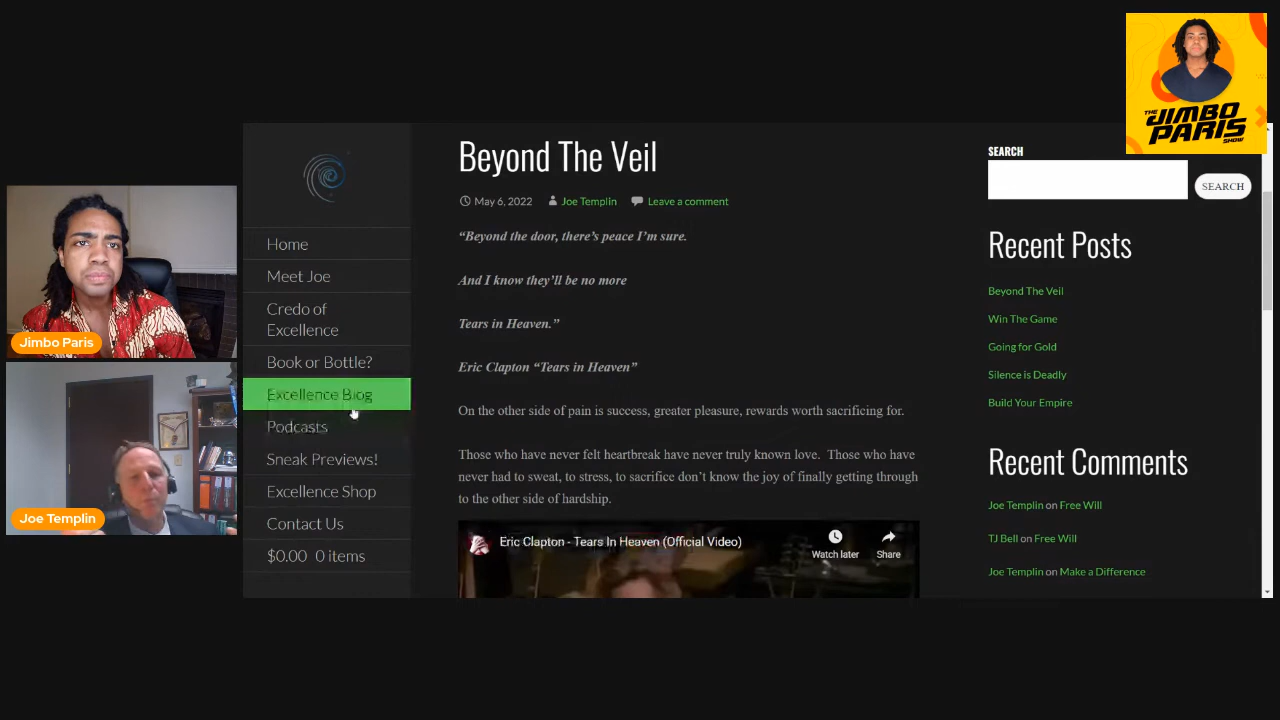 THE
JIMBO
PARIS
SHOW
Jimbo Paris
Joe Templin
Home
Meet Joe
Credo of
Excellence
Book or Bottle?
Excellence Blog
Podcasts
Sneak Previews!
Excellence Shop
Contact Us
$0.00 0 items
Beyond The Veil
May 6, 2022 Joe Templin Leave a comment
“Beyond the door, there’s peace I’m sure.
And I know they’ll be no more
Tears in Heaven.”
Eric Clapton “Tears in Heaven”
On the other side of pain is success, greater pleasure, rewards worth sacrificing for.
Those who have never felt heartbreak have never truly known love. Those who have
never had to sweat, to stress, to sacrifice don’t know the joy of finally getting through
to the other side of hardship.
Eric Clapton - Tears In Heaven (Official Video)
Watch later
Share
SEARCH
SEARCH
Recent Posts
Beyond The Veil
Win The Game
Going for Gold
Silence is Deadly
Build Your Empire
Recent Comments
Joe Templin on Free Will
TJ Bell on Free Will
Joe Templin on Make a Difference